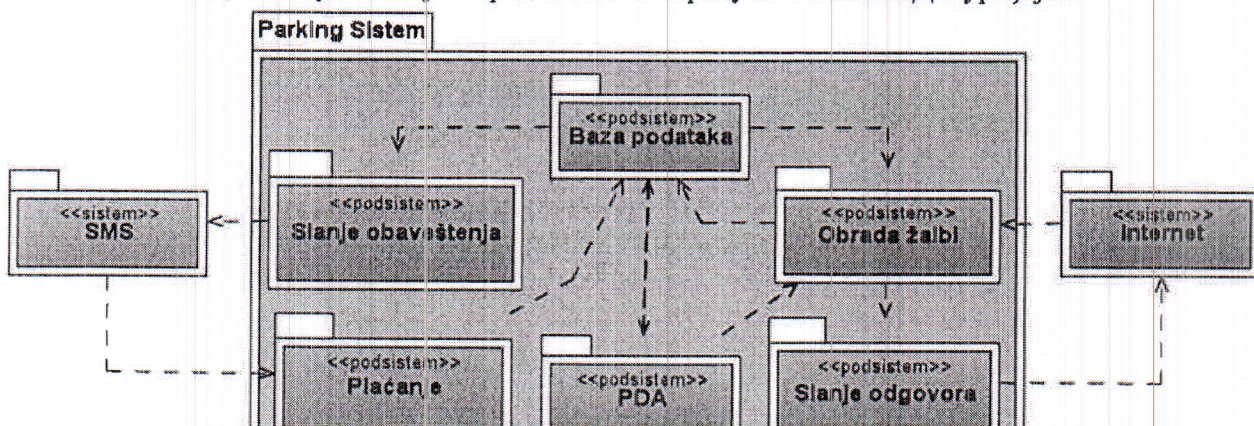 Parking Sistem
<<podsistem>>
Baza podataka
<<sistem>>
SMS
<<podsistem>>
Slanje obaveštenja
<<podsistem>>
Obrada žalbi
<<sistem>>
Internet
<<podsistem>>
Plaćanje
<<podsistem>>
PDA
<<podsistem>>
Slanje odgovora